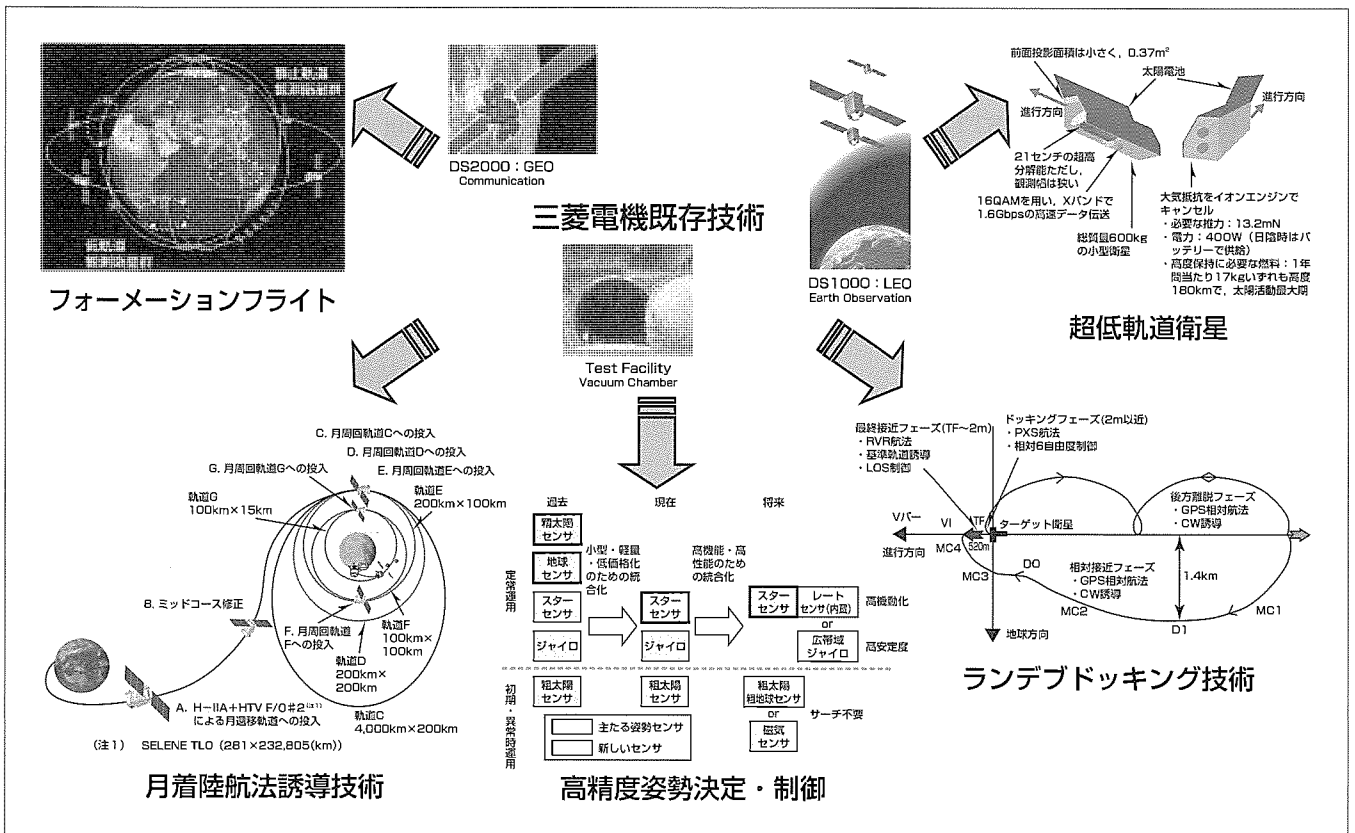 DS2000：GEO
Communication
フォーメーションフライト
三菱電機既存技術
Test Facility
Vacuum Chamber
DS1000：LEO
Earth Observation
前面投影面積は小さく，0.37m²
太陽電池
進行方向
進行方向
21センチの超高
分解能ただし，
観測幅は狭い
16QAMを用い，Xバンドで
1.6Gbpsの高速データ伝送
総質量600kg
の小型衛星
大気抵抗をイオンエンジンで
キャンセル
・必要な推力：13.2mN
・電力：400W（日陰時はバ
ッテリーで供給）
・高度保持に必要な燃料：1年
間当たり17kgいずれも高度
180kmで，太陽活動最大期
超低軌道衛星
C. 月周回軌道Cへの投入
D. 月周回軌道Dへの投入
G. 月周回軌道Gへの投入
E. 月周回軌道Eへの投入
軌道G
100km×15km
軌道E
200km×100km
B. ミッドコース修正
F. 月周回軌道
Fへの投入
軌道F
100km×
100km
軌道D
200km×
200km
A. H-IIA+HTV F/O#2(注1)
による月遷移軌道への投入
軌道C
4,000km×200km
(注1) SELENE TLO (281×232,805(km))
月着陸航法誘導技術
過去
現在
将来
定常運用
精太陽
センサ
地球
センサ
スター
センサ
ジャイロ
小型・軽量
・低価格化
のための統
合化
スター
センサ
ジャイロ
高機能・高
性能のため
の統合化
スター
センサ
レート
センサ(内蔵)
高機動化
or
広帯域
ジャイロ
高安定度
初期・異常時運用
粗太陽
センサ
粗太陽
センサ
粗太陽
粗地球センサ
or
磁気
センサ
サーチ不要
主たる姿勢センサ
新しいセンサ
高精度姿勢決定・制御
最終接近フェーズ(TF～2m)
・RVR航法
・基準軌道誘導
・LOS制御
ドッキングフェーズ(2m以近)
・PXS航法
・相対6自由度制御
後方離脱フェーズ
・GPS相対航法
・CW誘導
Vバー
進行方向
VI
TF
ターゲット衛星
520m
MC4
MC3
DO
相対接近フェーズ
・GPS相対航法
・CW誘導
1.4km
MC2
D1
MC1
地球方向
ランデブドッキング技術